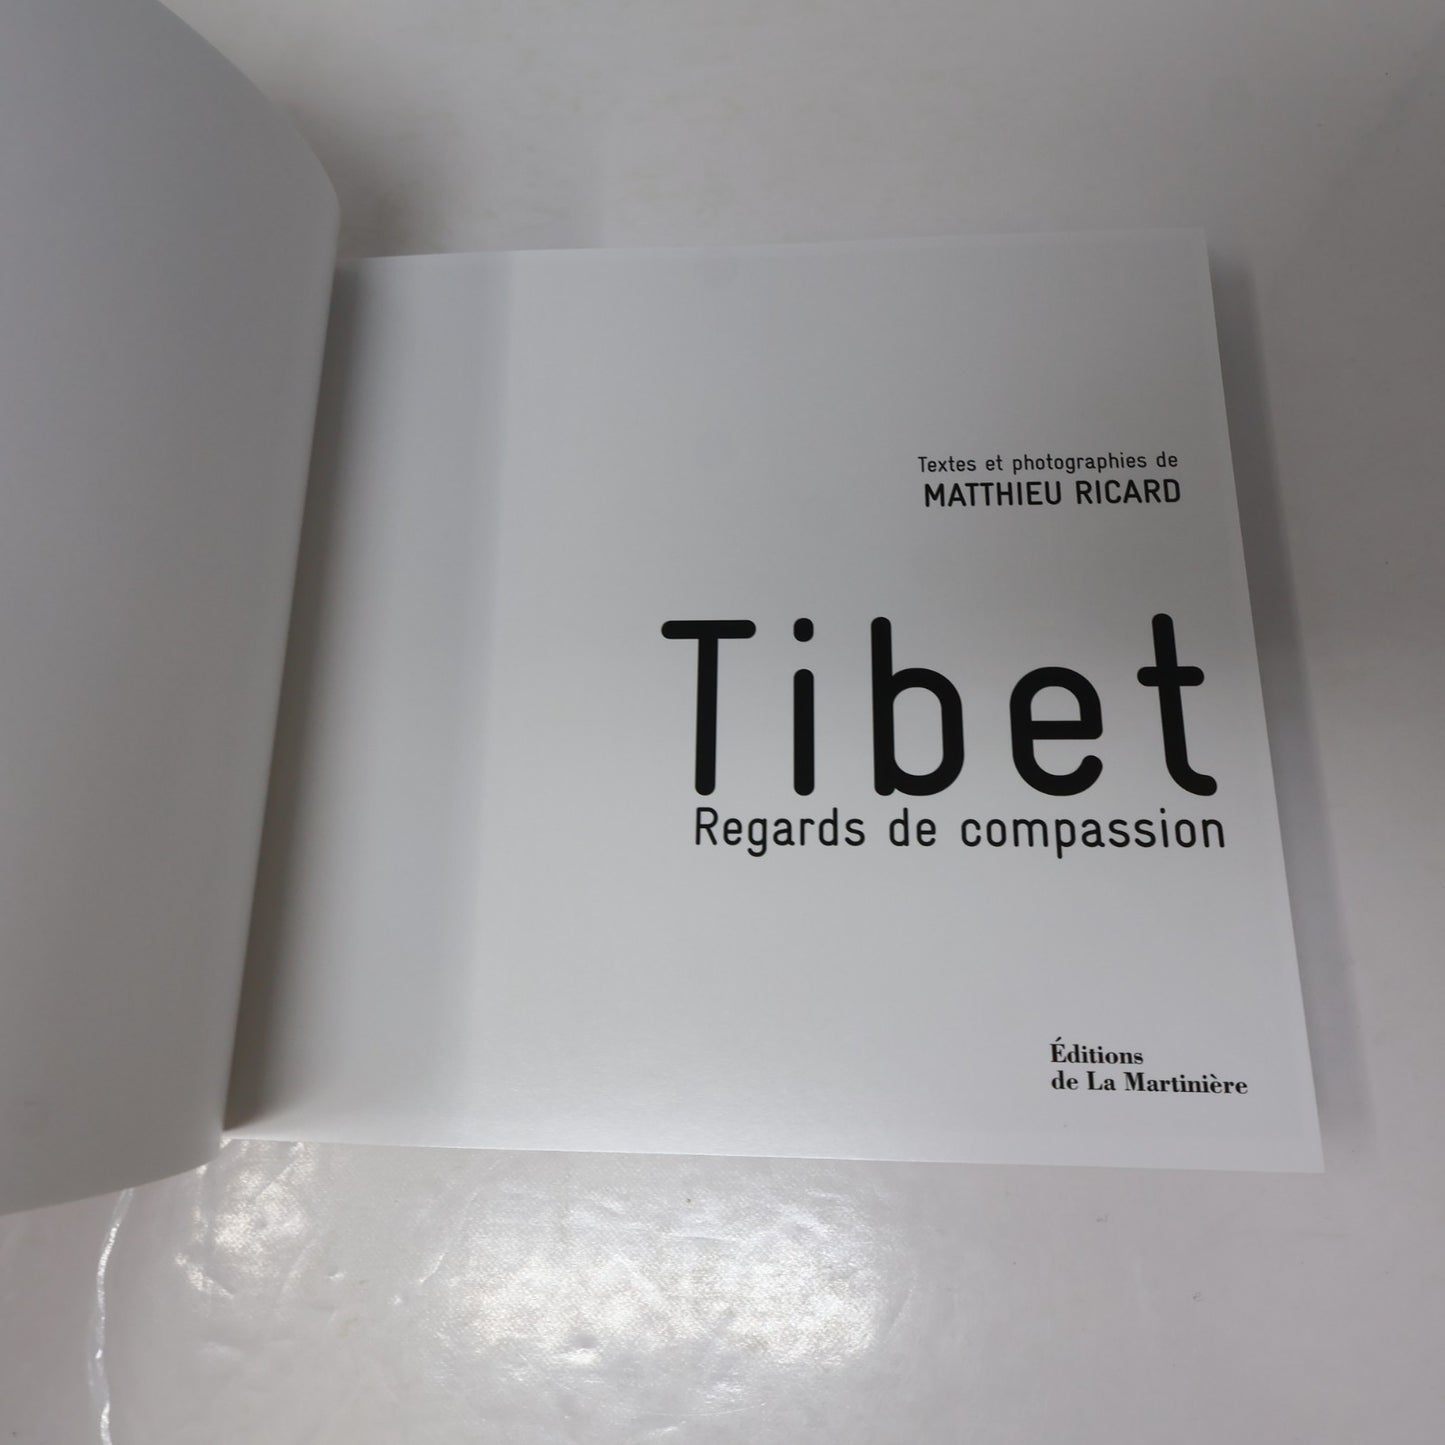 Textes et photographies de
MATTHIEU RICARD
Tibet
Regards de compassion
Éditions
de La Martinière